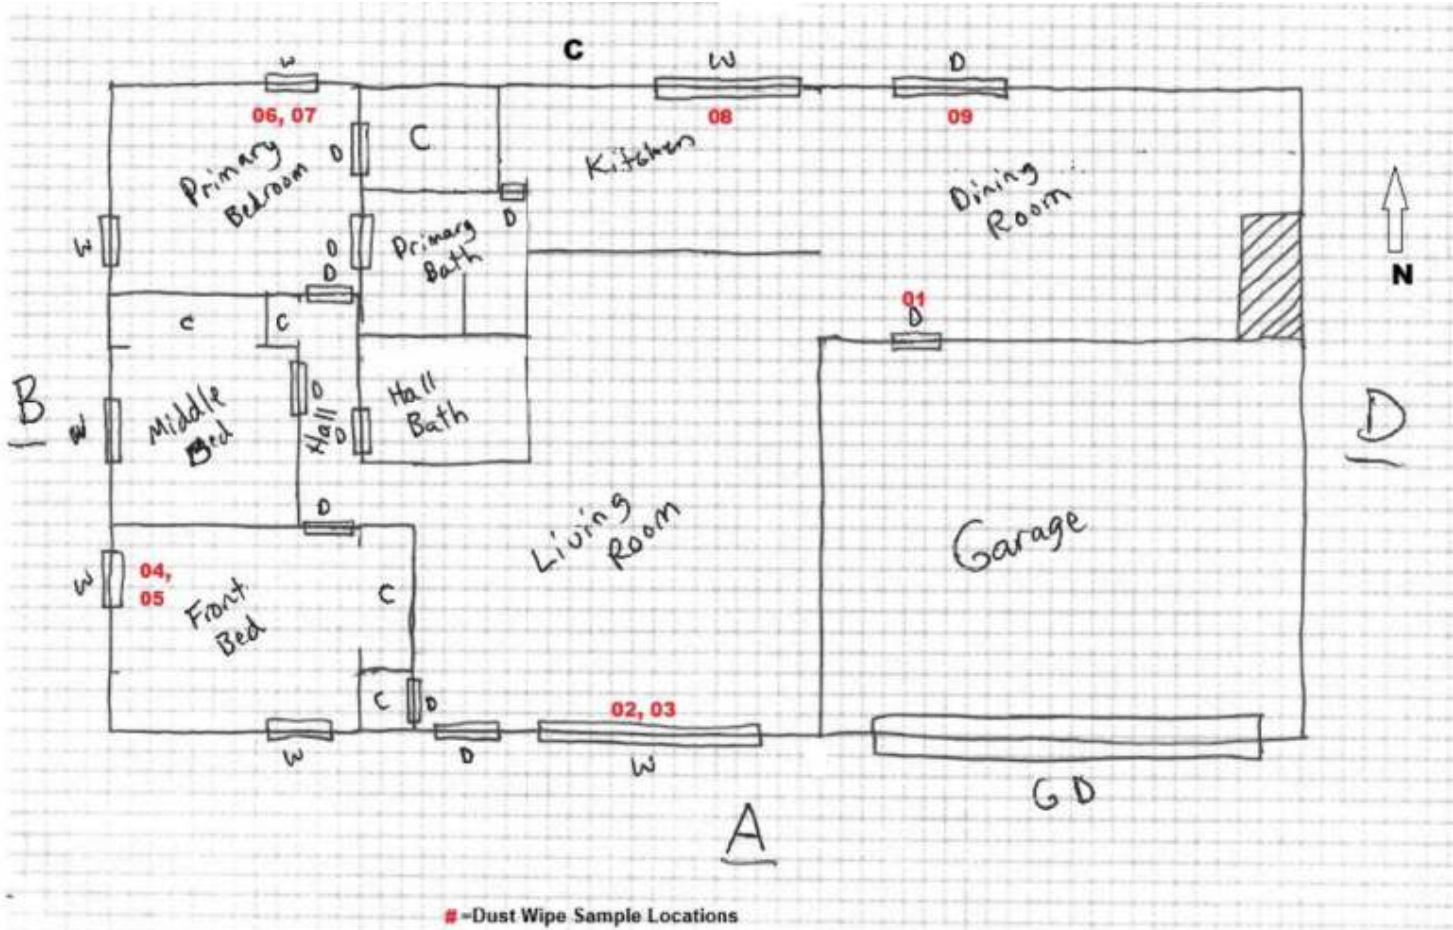 C
W
W
D
06, 07
08
09
C
D
Kitchen
Primary
Bedroom
Dining
Room
D
Primary
Bath
W
D
D
N
01
D
C
C
B
Middle
Bed
W
D
Hall
D
Hall
Bath
D
D
Living
Room
Garage
W
04,
05
Front
Bed
C
C
D
02, 03
W
D
W
GD
A
# =Dust Wipe Sample Locations